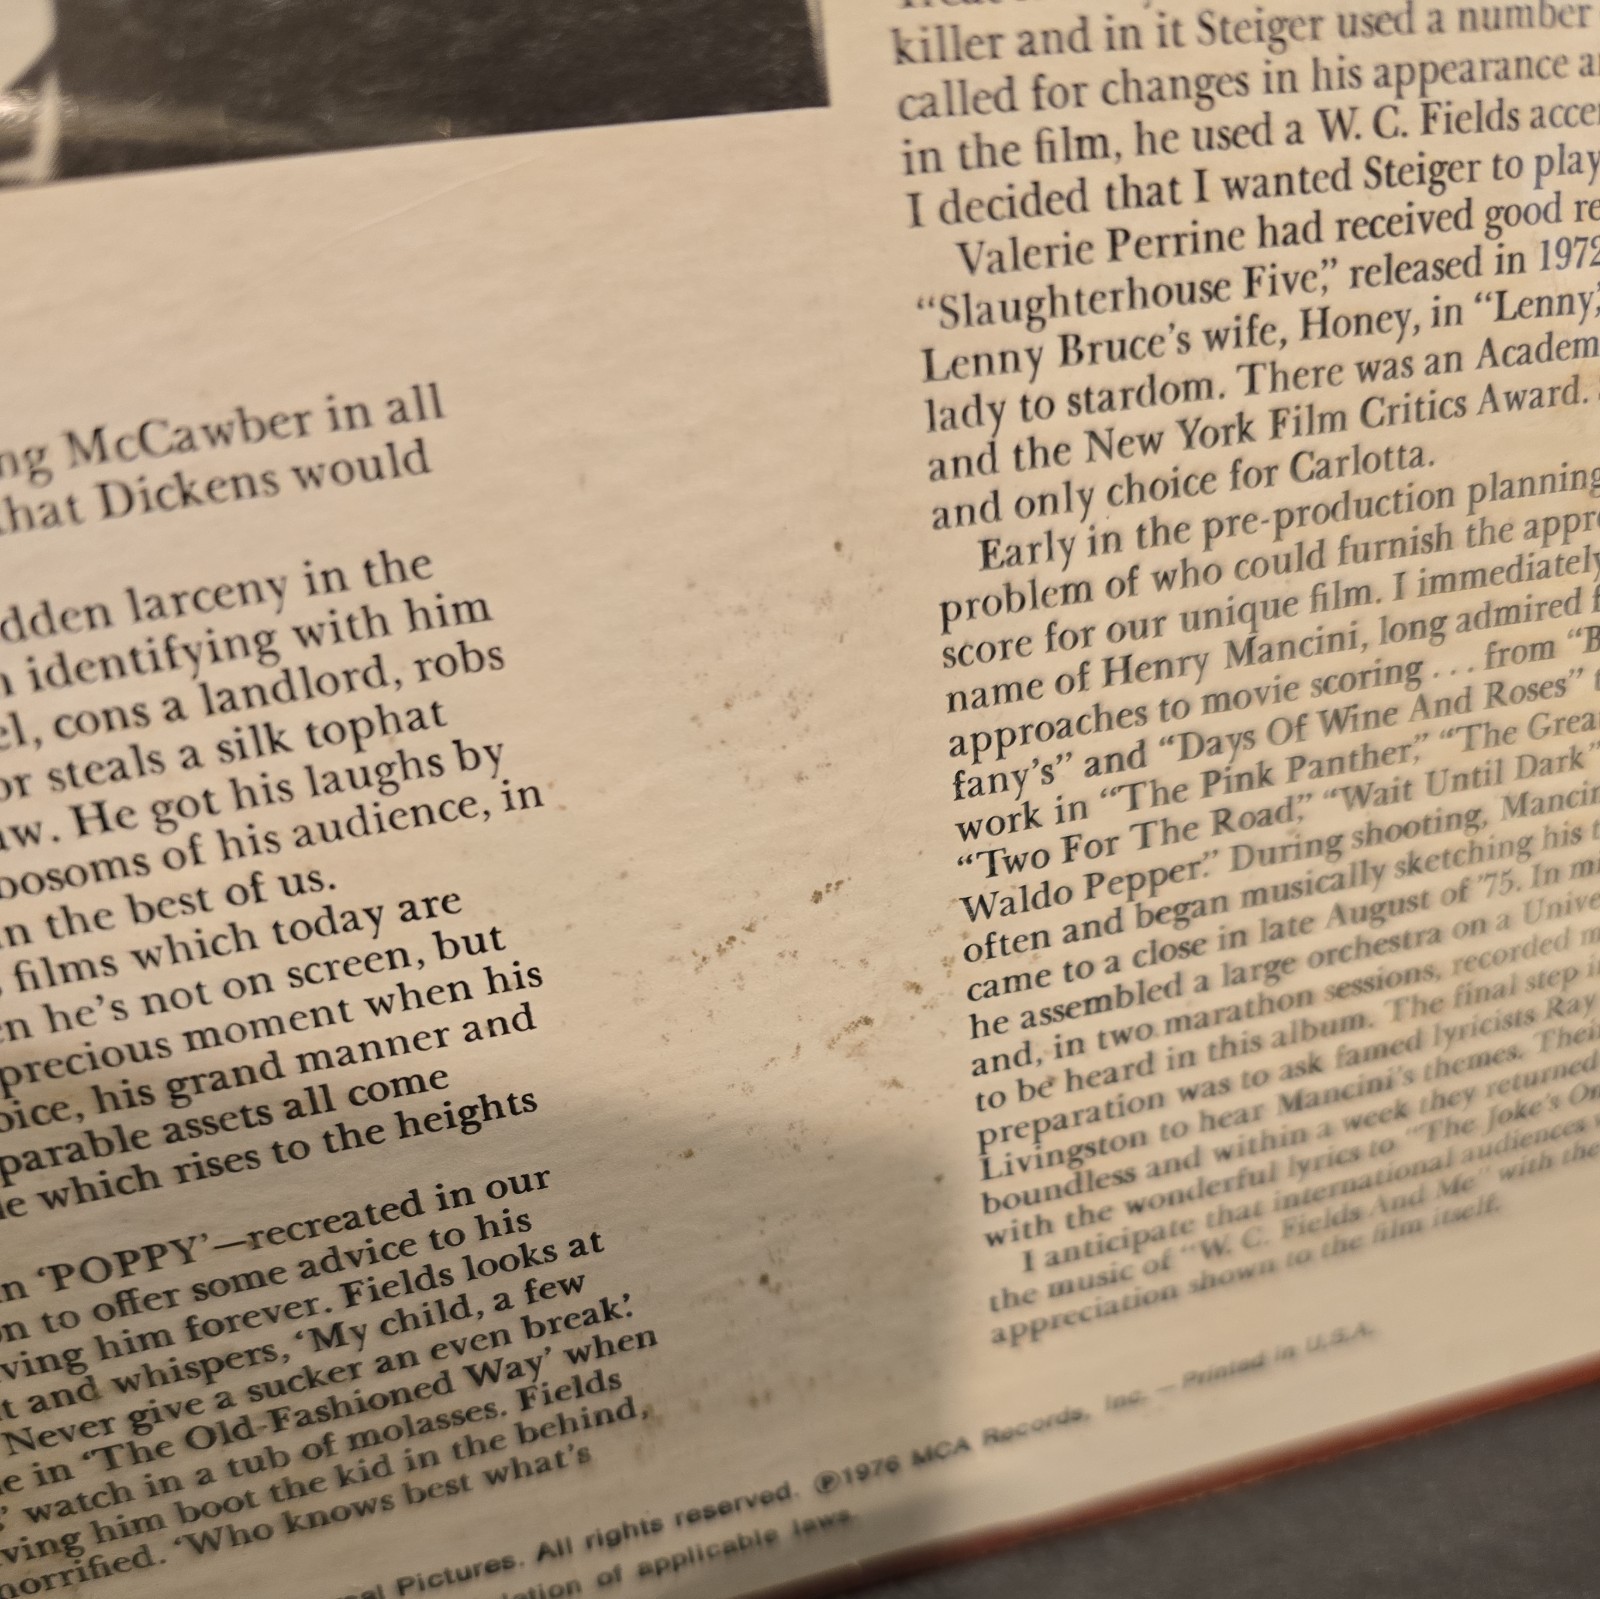 ng McCawber in all
that Dickens would
dden larceny in the
identifying with him
el, cons a landlord, robs
or steals a silk tophat
aw. He got his laughs by
bosoms of his audience, in
in the best of us.
films which today are
en he's not on screen, but
precious moment when his
oice, his grand manner and
parable assets all come
le which rises to the heights
in ‘POPPY’—recreated in our
on to offer some advice to his
ving him forever. Fields looks at
t and whispers, ‘My child, a few
Never give a sucker an even break.’
e in ‘The Old-Fashioned Way’ when
’ watch in a tub of molasses. Fields
ving him boot the kid in the behind,
horrified. ‘Who knows best what's
killer and in it Steiger used a number
called for changes in his appearance a
in the film, he used a W. C. Fields acce
I decided that I wanted Steiger to play
Valerie Perrine had received good re
“Slaughterhouse Five,” released in 1972
Lenny Bruce's wife, Honey, in “Lenny,”
lady to stardom. There was an Academ
and the New York Film Critics Award.
and only choice for Carlotta.
Early in the pre-production planning
problem of who could furnish the appr
score for our unique film. I immediately
name of Henry Mancini, long admired f
approaches to movie scoring . . . from “B
fany's” and “Days Of Wine And Roses” t
work in “The Pink Panther,” “The Grea
“Two For The Road,” “Wait Until Dark”
Waldo Pepper.” During shooting, Mancin
often and began musically sketching his t
came to a close in late August of ’75. In mi
he assembled a large orchestra on a Unive
and, in two marathon sessions, recorded m
to be heard in this album. The final step i
preparation was to ask famed lyricists Ray
Livingston to hear Mancini's themes. Their
boundless and within a week they returned
with the wonderful lyrics to “The Joke's On
I anticipate that international audiences w
the music of “W. C. Fields And Me” with the
appreciation shown to the film itself.
al Pictures. All rights reserved. ℗1976 MCA Records, Inc. — Printed in U.S.A.
of applicable laws.